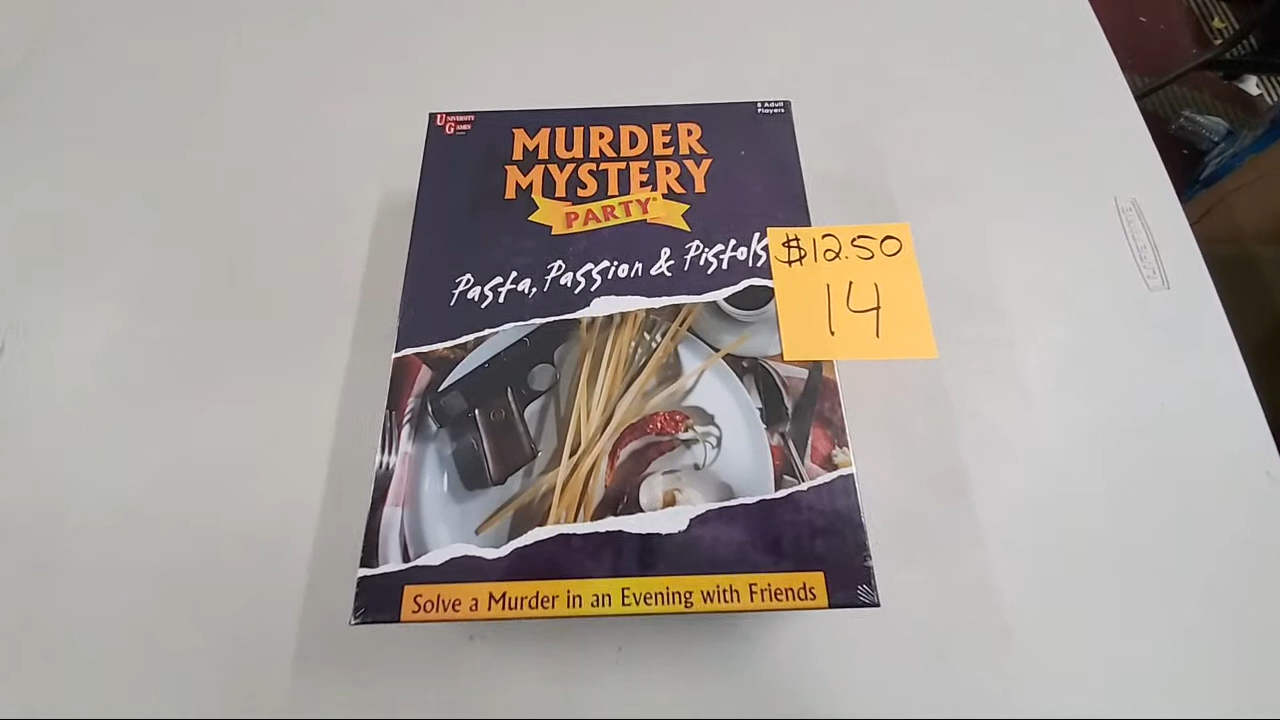 UNIVERSITY
GAMES
8 Adult
Players
MURDER
MYSTERY
PARTY®
Pasta, Passion & Pistols
$12.50
14
Solve a Murder in an Evening with Friends
LIFETIME